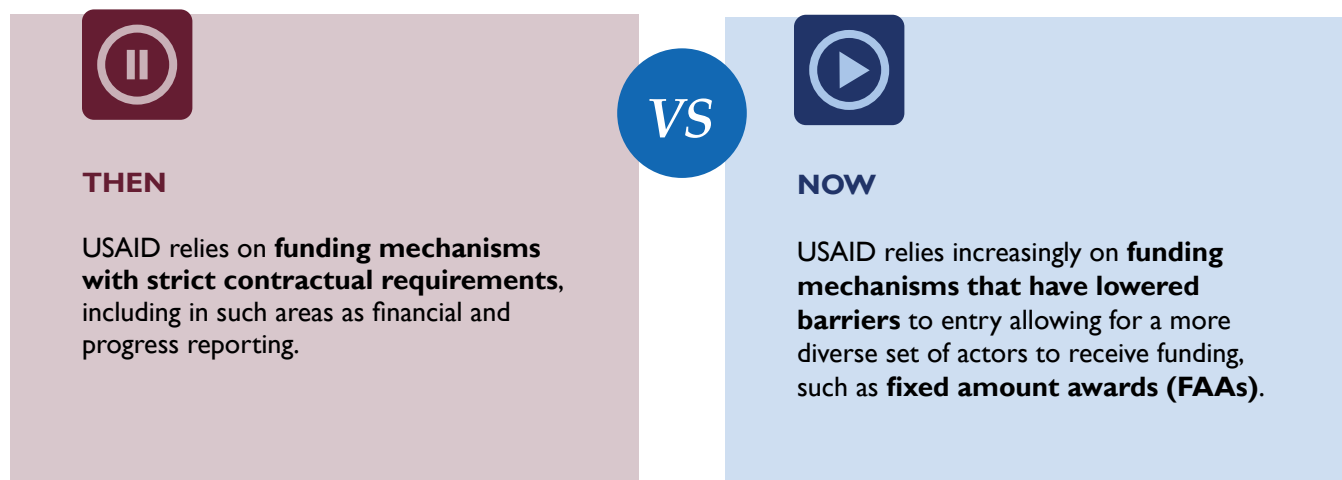 THEN
USAID relies on funding mechanisms
with strict contractual requirements,
including in such areas as financial and
progress reporting.
VS
NOW
USAID relies increasingly on funding
mechanisms that have lowered
barriers to entry allowing for a more
diverse set of actors to receive funding,
such as fixed amount awards (FAAs).